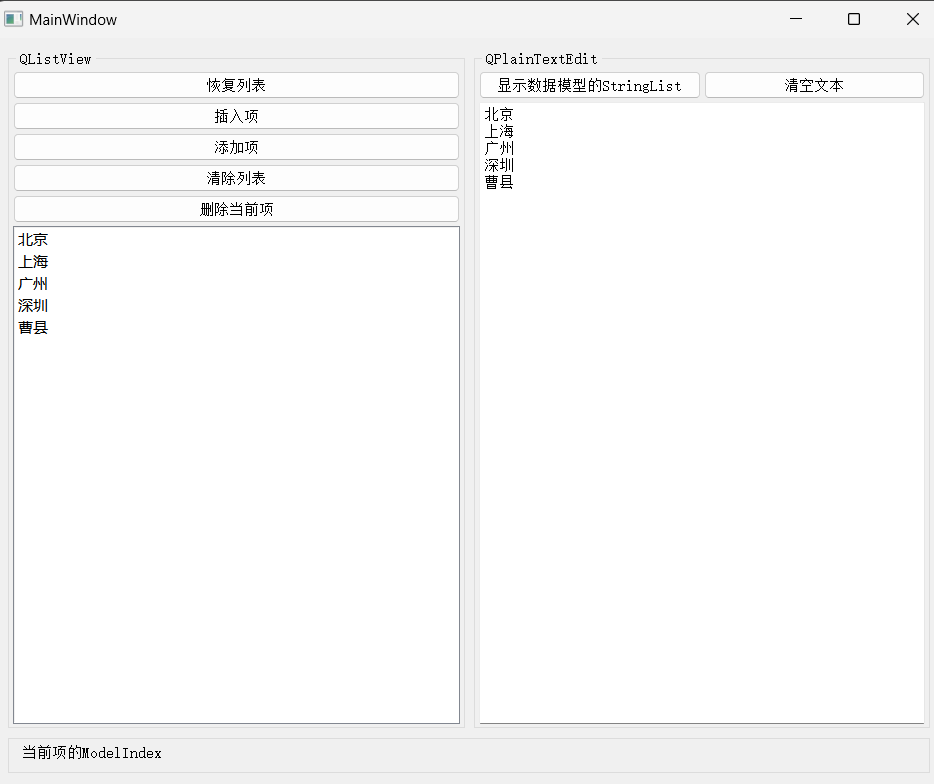 MainWindow
QListView
恢复列表
插入项
添加项
清除列表
删除当前项
北京
上海
广州
深圳
曹县
QPlainTextEdit
显示数据模型的StringList
清空文本
北京
上海
广州
深圳
曹县
当前项的ModelIndex